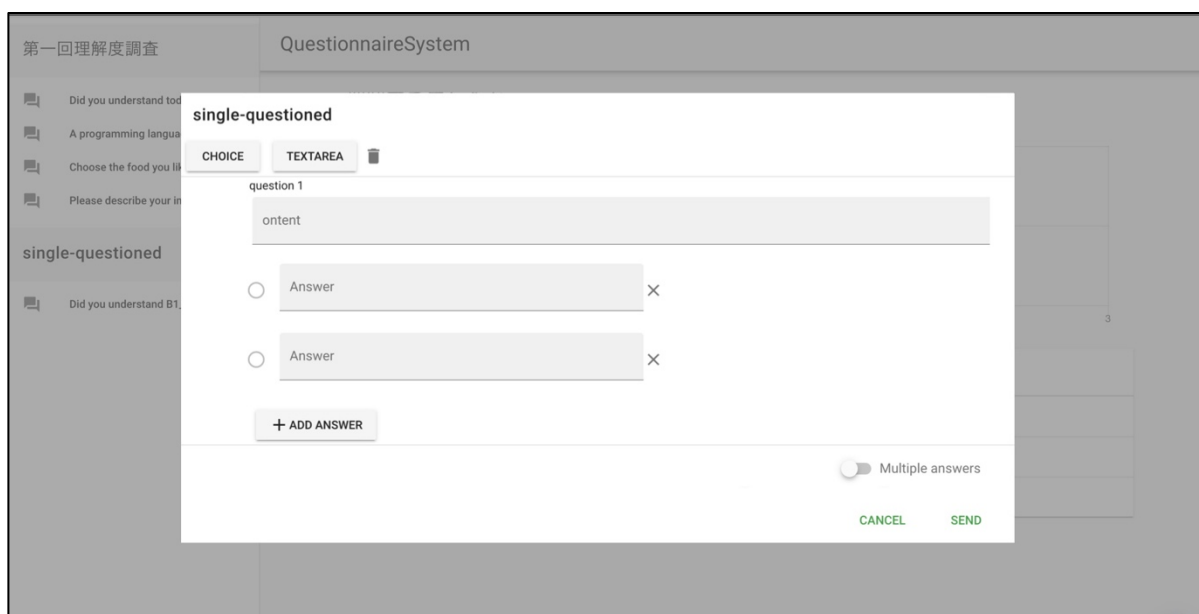 第一回理解度調査
QuestionnaireSystem
Did you understand tod
A programming langua
Choose the food you lik
Please describe your in
single-questioned
Did you understand B1_
single-questioned
CHOICE
TEXTAREA
question 1
ontent
Answer
Answer
+ ADD ANSWER
Multiple answers
CANCEL
SEND
3